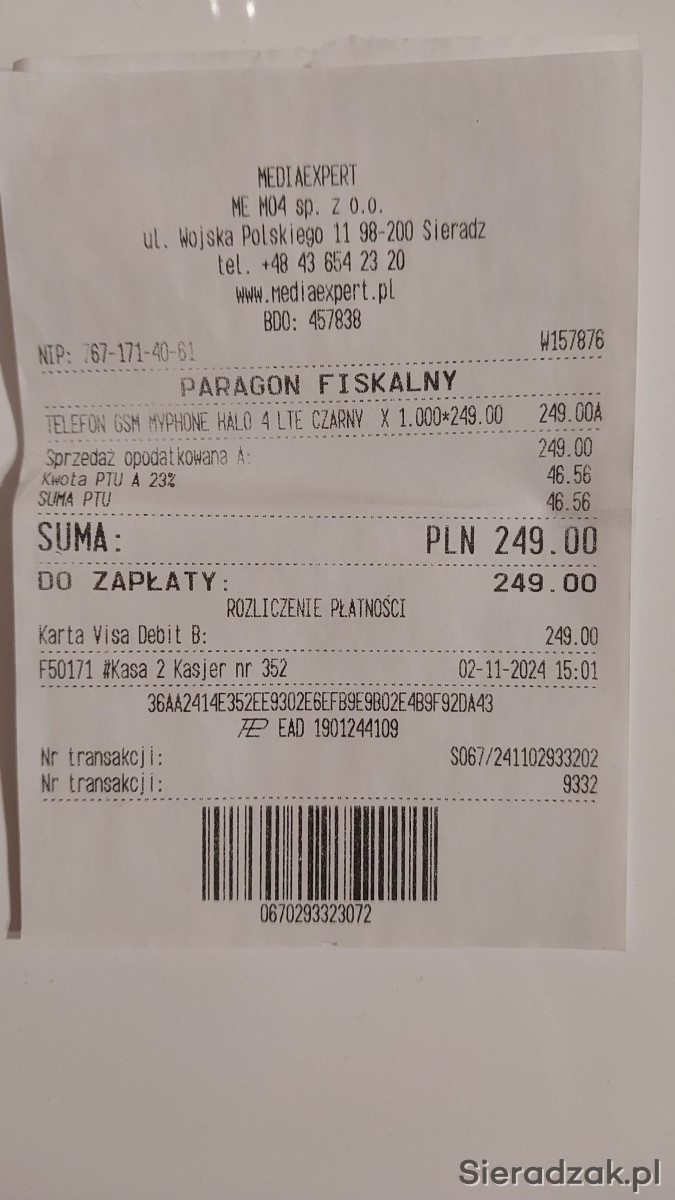 MEDIAEXPERT
ME M04 sp. z o.o.
ul. Wojska Polskiego 11 98-200 Sieradz
tel. +48 43 654 23 20
www.mediaexpert.pl
BDO: 457838
NIP: 767-171-40-61 W157876
PARAGON FISKALNY
TELEFON GSM MYPHONE HALO 4 LTE CZARNY X 1.000*249.00 249.00A
Sprzedaż opodatkowana A: 249.00
Kwota PTU A 23% 46.56
SUMA PTU 46.56
SUMA: PLN 249.00
DO ZAPŁATY: 249.00
ROZLICZENIE PŁATNOŚCI
Karta Visa Debit B: 249.00
F50171 #Kasa 2 Kasjer nr 352 02-11-2024 15:01
36AA2414E352EE9302E6EFB9E9B02E4B9F92DA43
EAD 1901244109
Nr transakcji: S067/241102933202
Nr transakcji: 9332
0670293323072
Sieradzak.pl